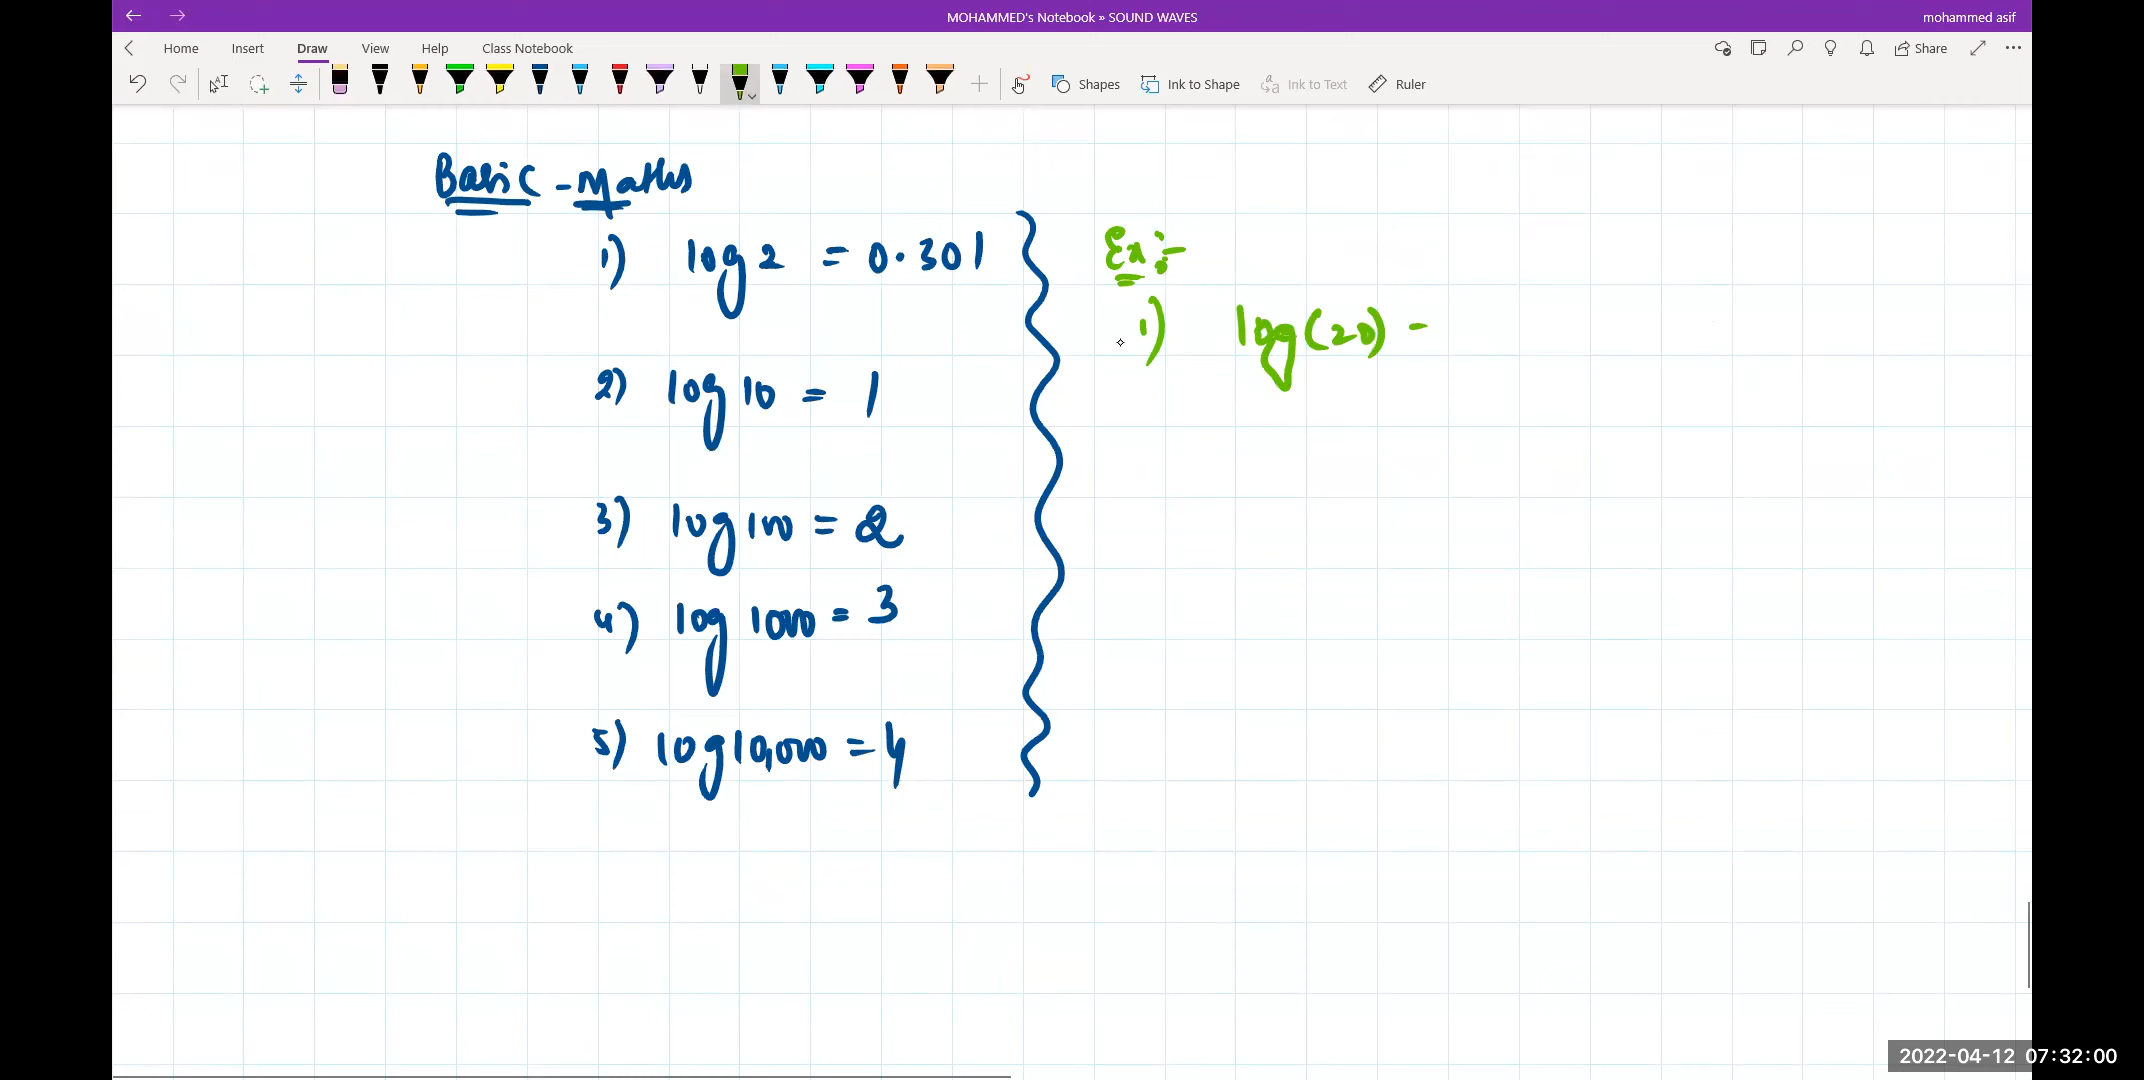 MOHAMMED's Notebook » SOUND WAVES
mohammed asif
Home Insert Draw View Help Class Notebook
Share
Shapes Ink to Shape Ink to Text Ruler
Basic - Maths
1) log 2 = 0.301
2) log 10 = 1
3) log 100 = 2
4) log 1000 = 3
5) log 10,000 = 4
Ex :-
1) log(20) -
2022-04-12 07:32:00